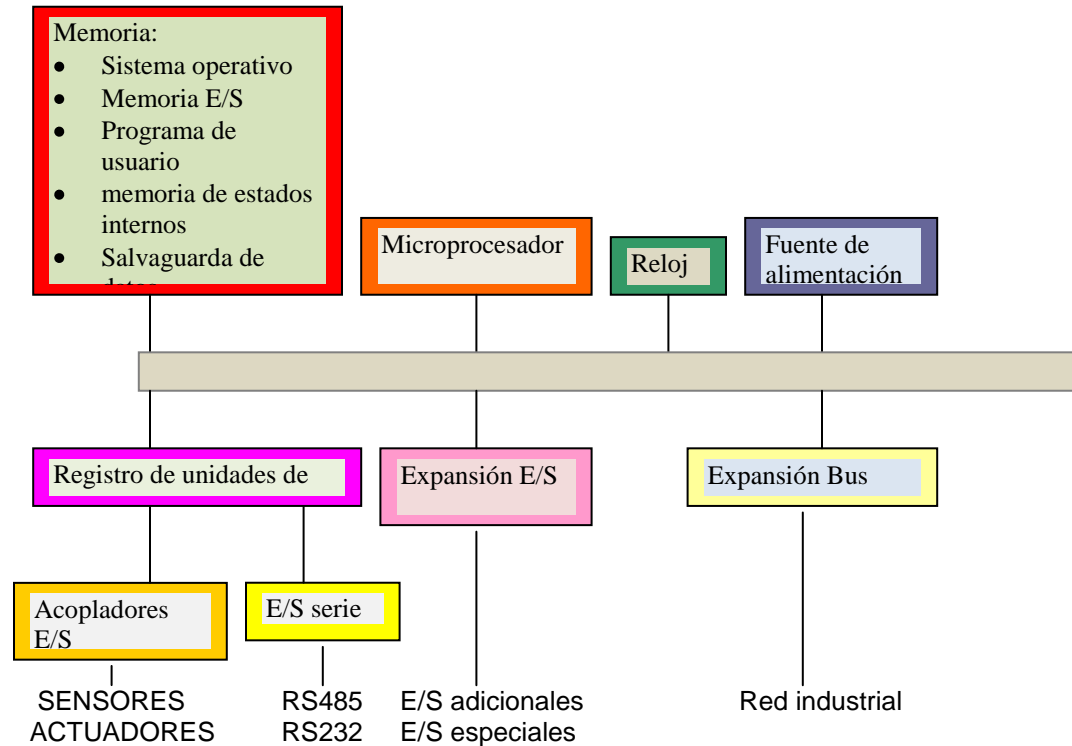 Memoria:
• Sistema operativo
• Memoria E/S
• Programa de
usuario
• memoria de estados
internos
• Salvaguarda de
Microprocesador
Reloj
Fuente de
alimentación
Registro de unidades de
Expansión E/S
Expansión Bus
Acopladores
E/S
E/S serie
SENSORES
ACTUADORES
RS485
RS232
E/S adicionales
E/S especiales
Red industrial